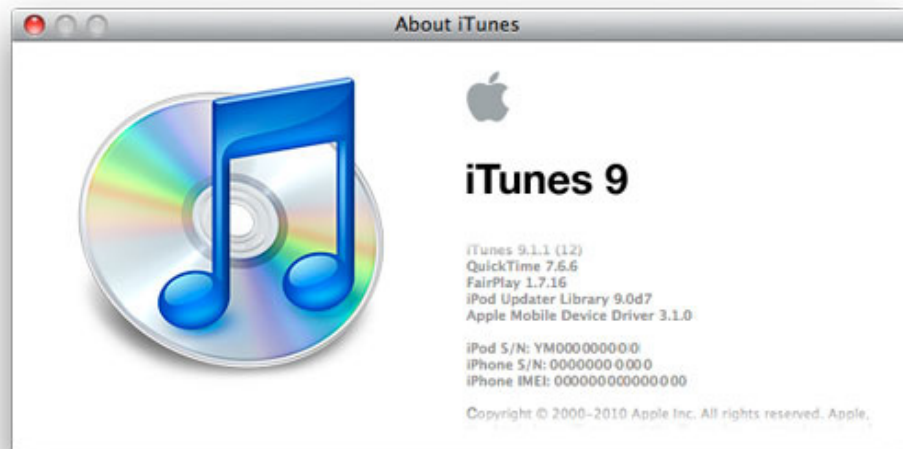 About iTunes
iTunes 9
iTunes 9.1.1 (12)
QuickTime 7.6.6
FairPlay 1.7.16
iPod Updater Library 9.0d7
Apple Mobile Device Driver 3.1.0
iPod S/N: YM000000000
iPhone S/N: 00000000000
iPhone IMEI: 000000000000000
Copyright © 2000-2010 Apple Inc. All rights reserved. Apple,